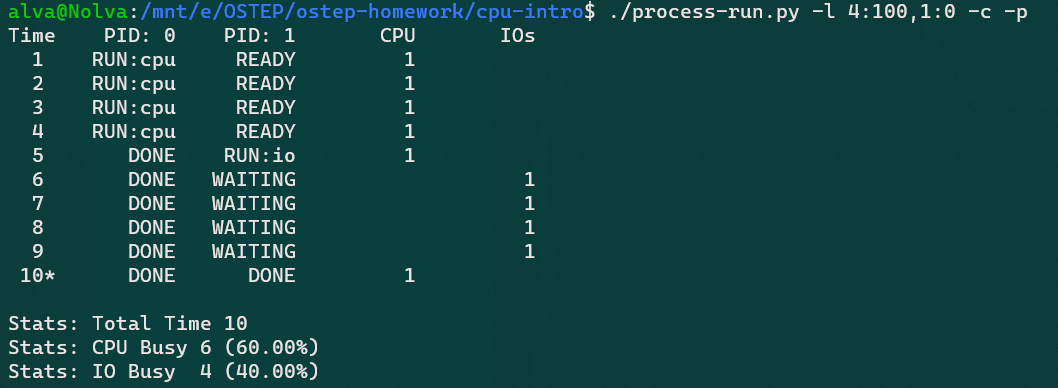 alva@Nolva:/mnt/e/OSTEP/ostep-homework/cpu-intro$ ./process-run.py -l 4:100,1:0 -c -p
Time    PID: 0    PID: 1       CPU       IOs
  1    RUN:cpu     READY         1
  2    RUN:cpu     READY         1
  3    RUN:cpu     READY         1
  4    RUN:cpu     READY         1
  5       DONE    RUN:io         1
  6       DONE   WAITING                   1
  7       DONE   WAITING                   1
  8       DONE   WAITING                   1
  9       DONE   WAITING                   1
 10*      DONE      DONE         1
Stats: Total Time 10
Stats: CPU Busy 6 (60.00%)
Stats: IO Busy  4 (40.00%)